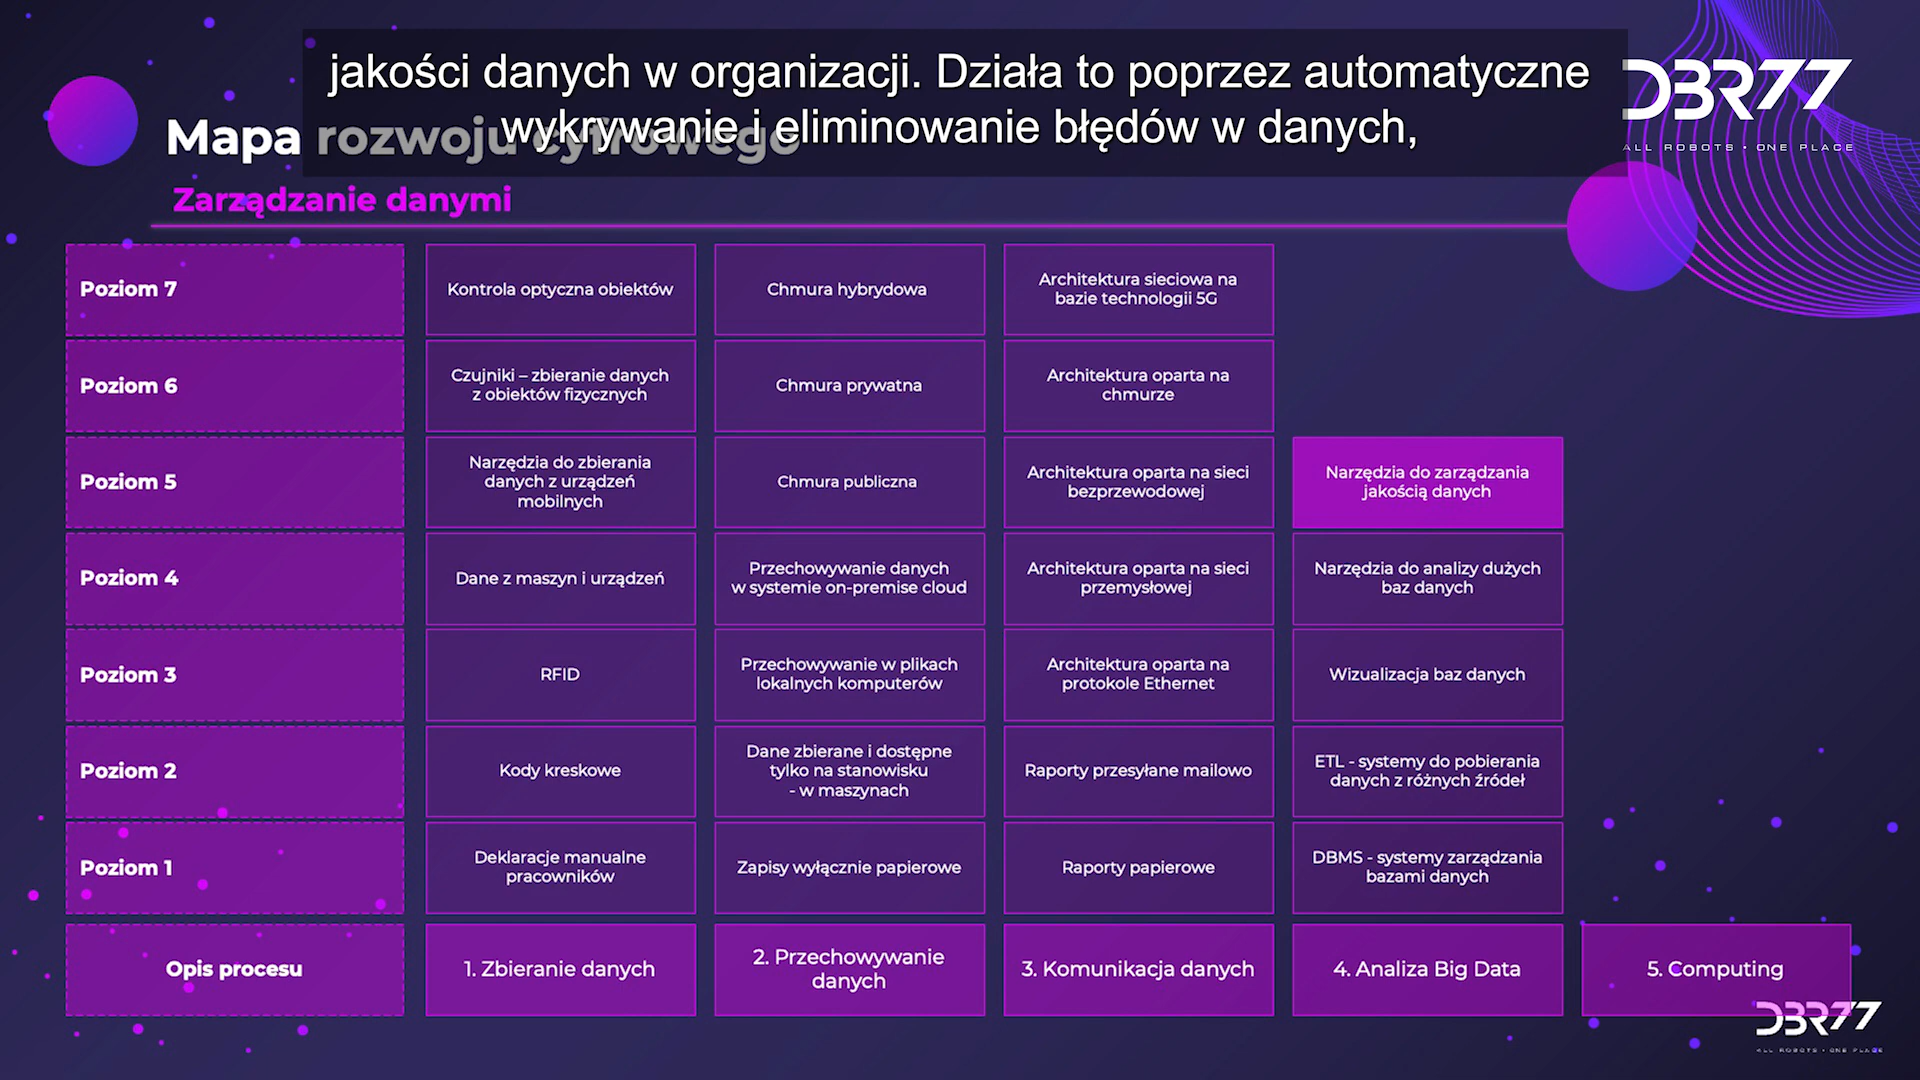 jakości danych w organizacji. Działa to poprzez automatyczne
wykrywanie i eliminowanie błędów w danych,
DBR77
ALL ROBOTS • ONE PLACE
Mapa rozwoju cyfrowego
Zarządzanie danymi
Poziom 7
Kontrola optyczna obiektów
Chmura hybrydowa
Architektura sieciowa na
bazie technologii 5G
Poziom 6
Czujniki – zbieranie danych
z obiektów fizycznych
Chmura prywatna
Architektura oparta na
chmurze
Poziom 5
Narzędzia do zbierania
danych z urządzeń
mobilnych
Chmura publiczna
Architektura oparta na sieci
bezprzewodowej
Narzędzia do zarządzania
jakością danych
Poziom 4
Dane z maszyn i urządzeń
Przechowywanie danych
w systemie on-premise cloud
Architektura oparta na sieci
przemysłowej
Narzędzia do analizy dużych
baz danych
Poziom 3
RFID
Przechowywanie w plikach
lokalnych komputerów
Architektura oparta na
protokole Ethernet
Wizualizacja baz danych
Poziom 2
Kody kreskowe
Dane zbierane i dostępne
tylko na stanowisku
- w maszynach
Raporty przesyłane mailowo
ETL - systemy do pobierania
danych z różnych źródeł
Poziom 1
Deklaracje manualne
pracowników
Zapisy wyłącznie papierowe
Raporty papierowe
DBMS - systemy zarządzania
bazami danych
Opis procesu
1. Zbieranie danych
2. Przechowywanie
danych
3. Komunikacja danych
4. Analiza Big Data
5. Computing
DBR77
ALL ROBOTS • ONE PLACE